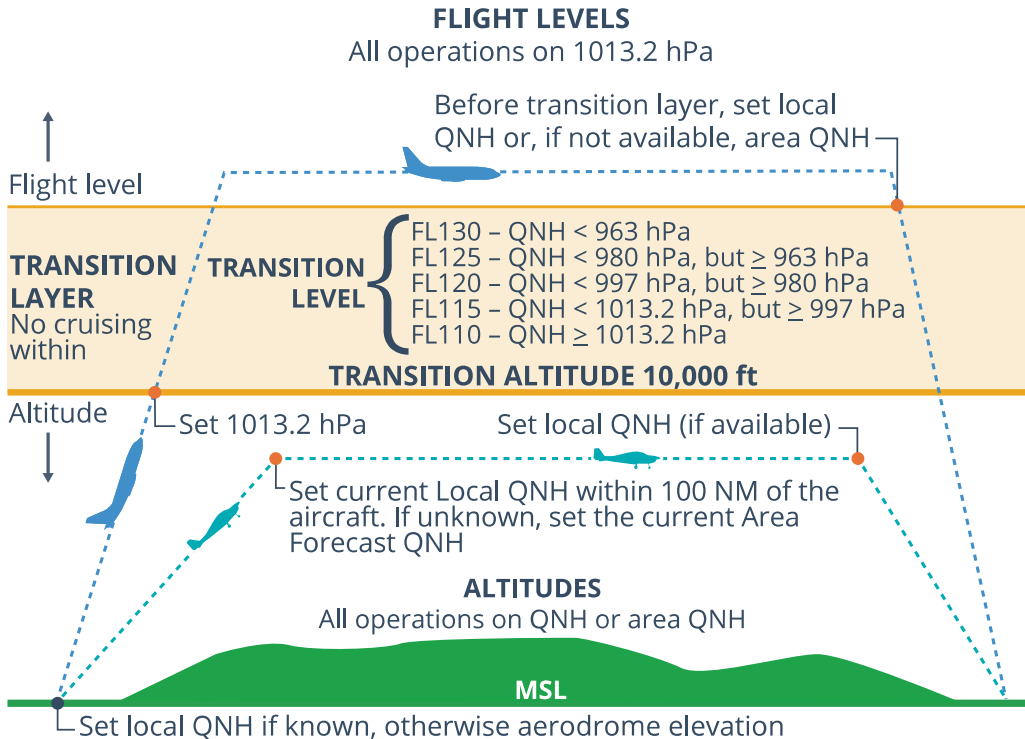 FLIGHT LEVELS
All operations on 1013.2 hPa
Before transition layer, set local
QNH or, if not available, area QNH
Flight level
TRANSITION
LAYER
No cruising
within
TRANSITION
LEVEL
FL130 – QNH < 963 hPa
FL125 – QNH < 980 hPa, but ≥ 963 hPa
FL120 – QNH < 997 hPa, but ≥ 980 hPa
FL115 – QNH < 1013.2 hPa, but ≥ 997 hPa
FL110 – QNH ≥ 1013.2 hPa
TRANSITION ALTITUDE 10,000 ft
Altitude
Set 1013.2 hPa
Set local QNH (if available)
Set current Local QNH within 100 NM of the
aircraft. If unknown, set the current Area
Forecast QNH
ALTITUDES
All operations on QNH or area QNH
MSL
Set local QNH if known, otherwise aerodrome elevation